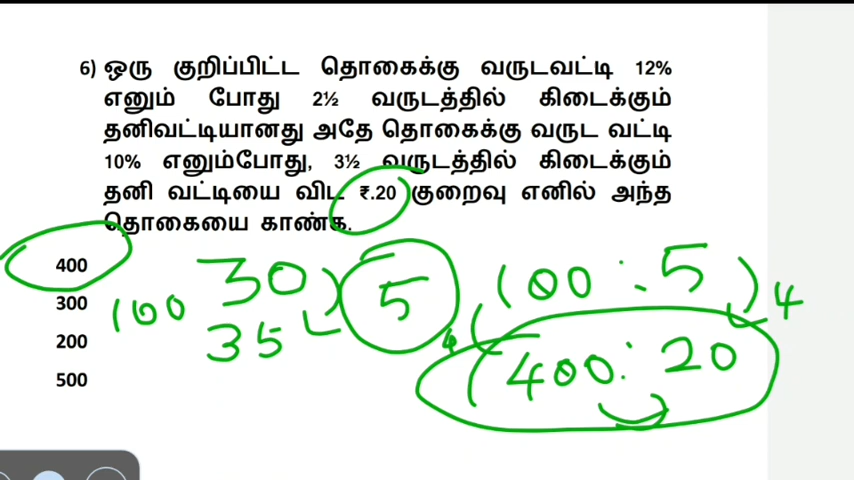 6) ஒரு குறிப்பிட்ட தொகைக்கு வருடவட்டி 12%
எனும் போது 2½ வருடத்தில் கிடைக்கும்
தனிவட்டியானது அதே தொகைக்கு வருட வட்டி
10% எனும்போது, 3½ வருடத்தில் கிடைக்கும்
தனி வட்டியை விட ₹.20 குறைவு எனில் அந்த
தொகையை காண்க.
400
300
200
500
30
100
35
5
100 : 5
4
4
400 : 20